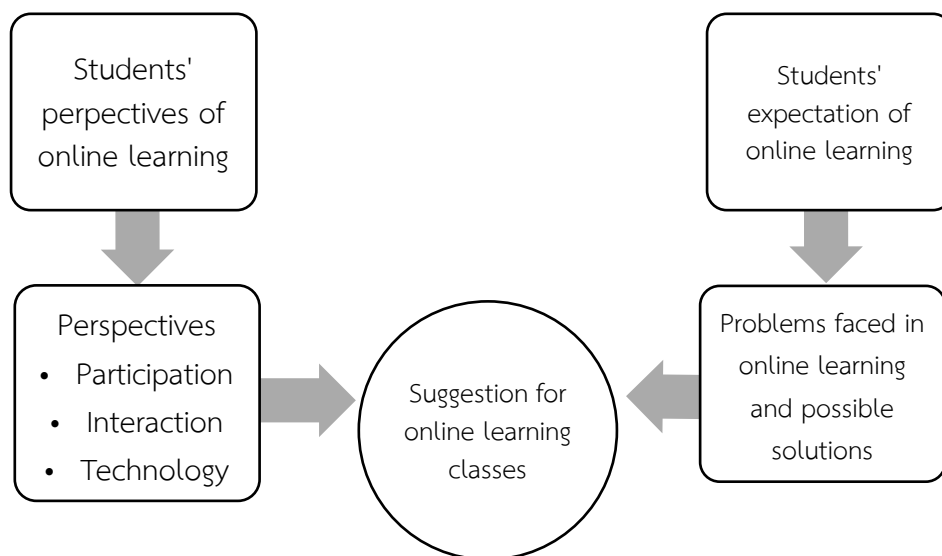 Students'
perpectives of
online learning
Students'
expectation of
online learning
Perspectives
• Participation
• Interaction
• Technology
Suggestion for
online learning
classes
Problems faced in
online learning
and possible
solutions